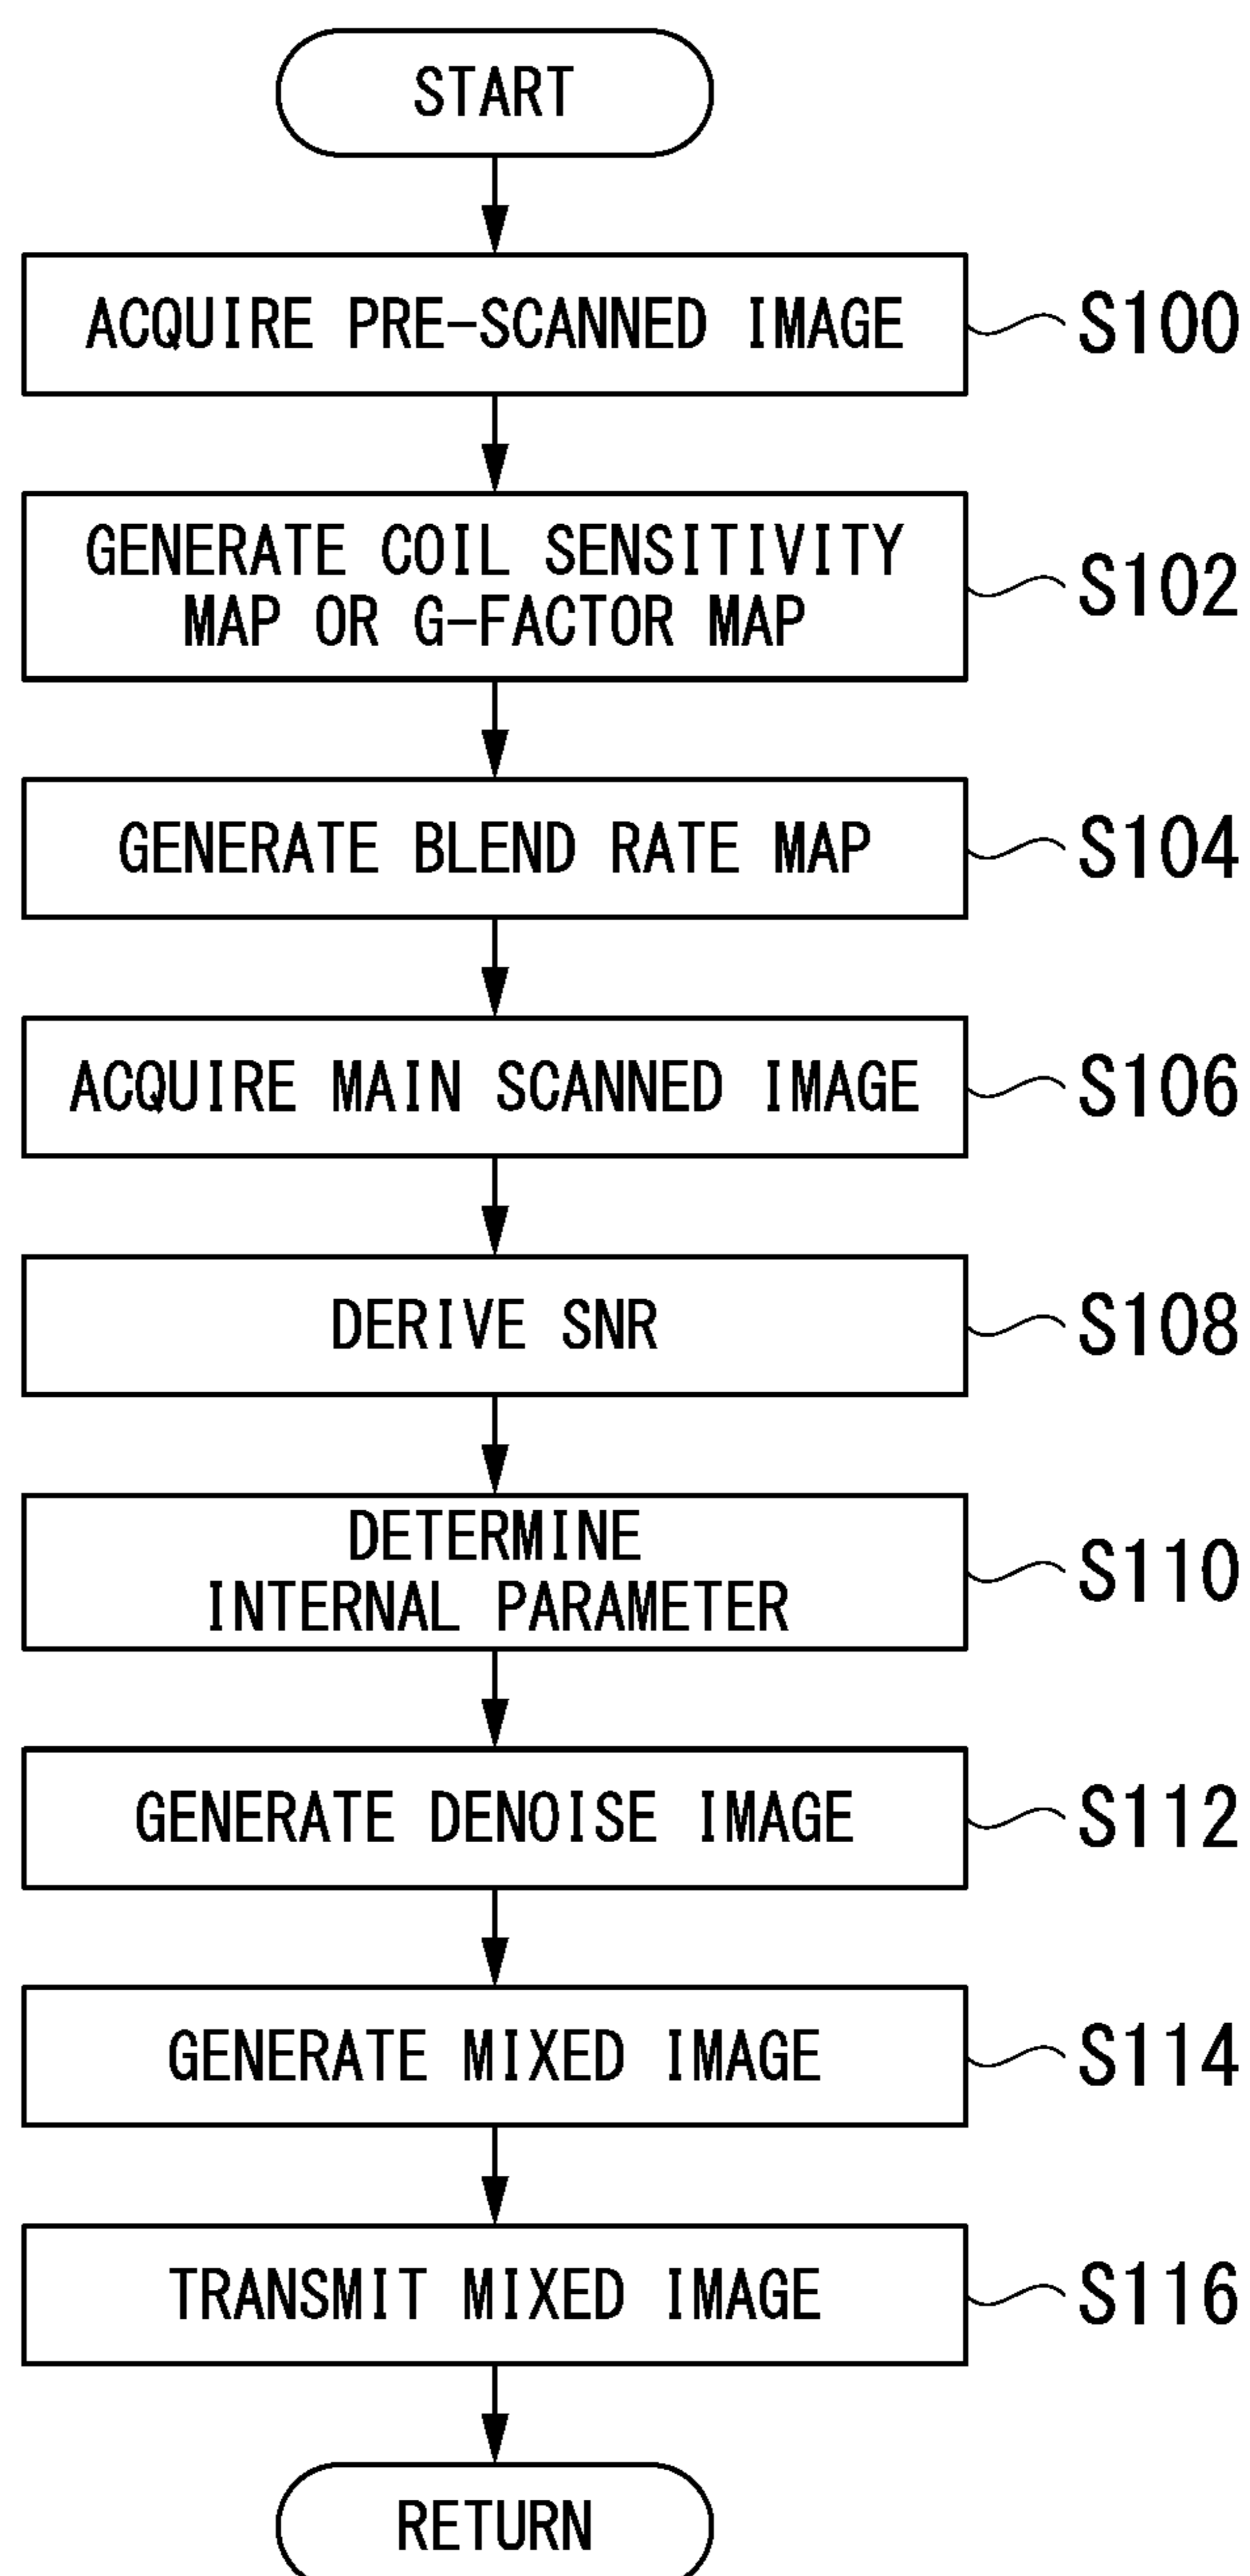 START
ACQUIRE PRE-SCANNED IMAGE
S100
GENERATE COIL SENSITIVITY
MAP OR G-FACTOR MAP
S102
GENERATE BLEND RATE MAP
S104
ACQUIRE MAIN SCANNED IMAGE
S106
DERIVE SNR
S108
DETERMINE
INTERNAL PARAMETER
S110
GENERATE DENOISE IMAGE
S112
GENERATE MIXED IMAGE
S114
TRANSMIT MIXED IMAGE
S116
RETURN